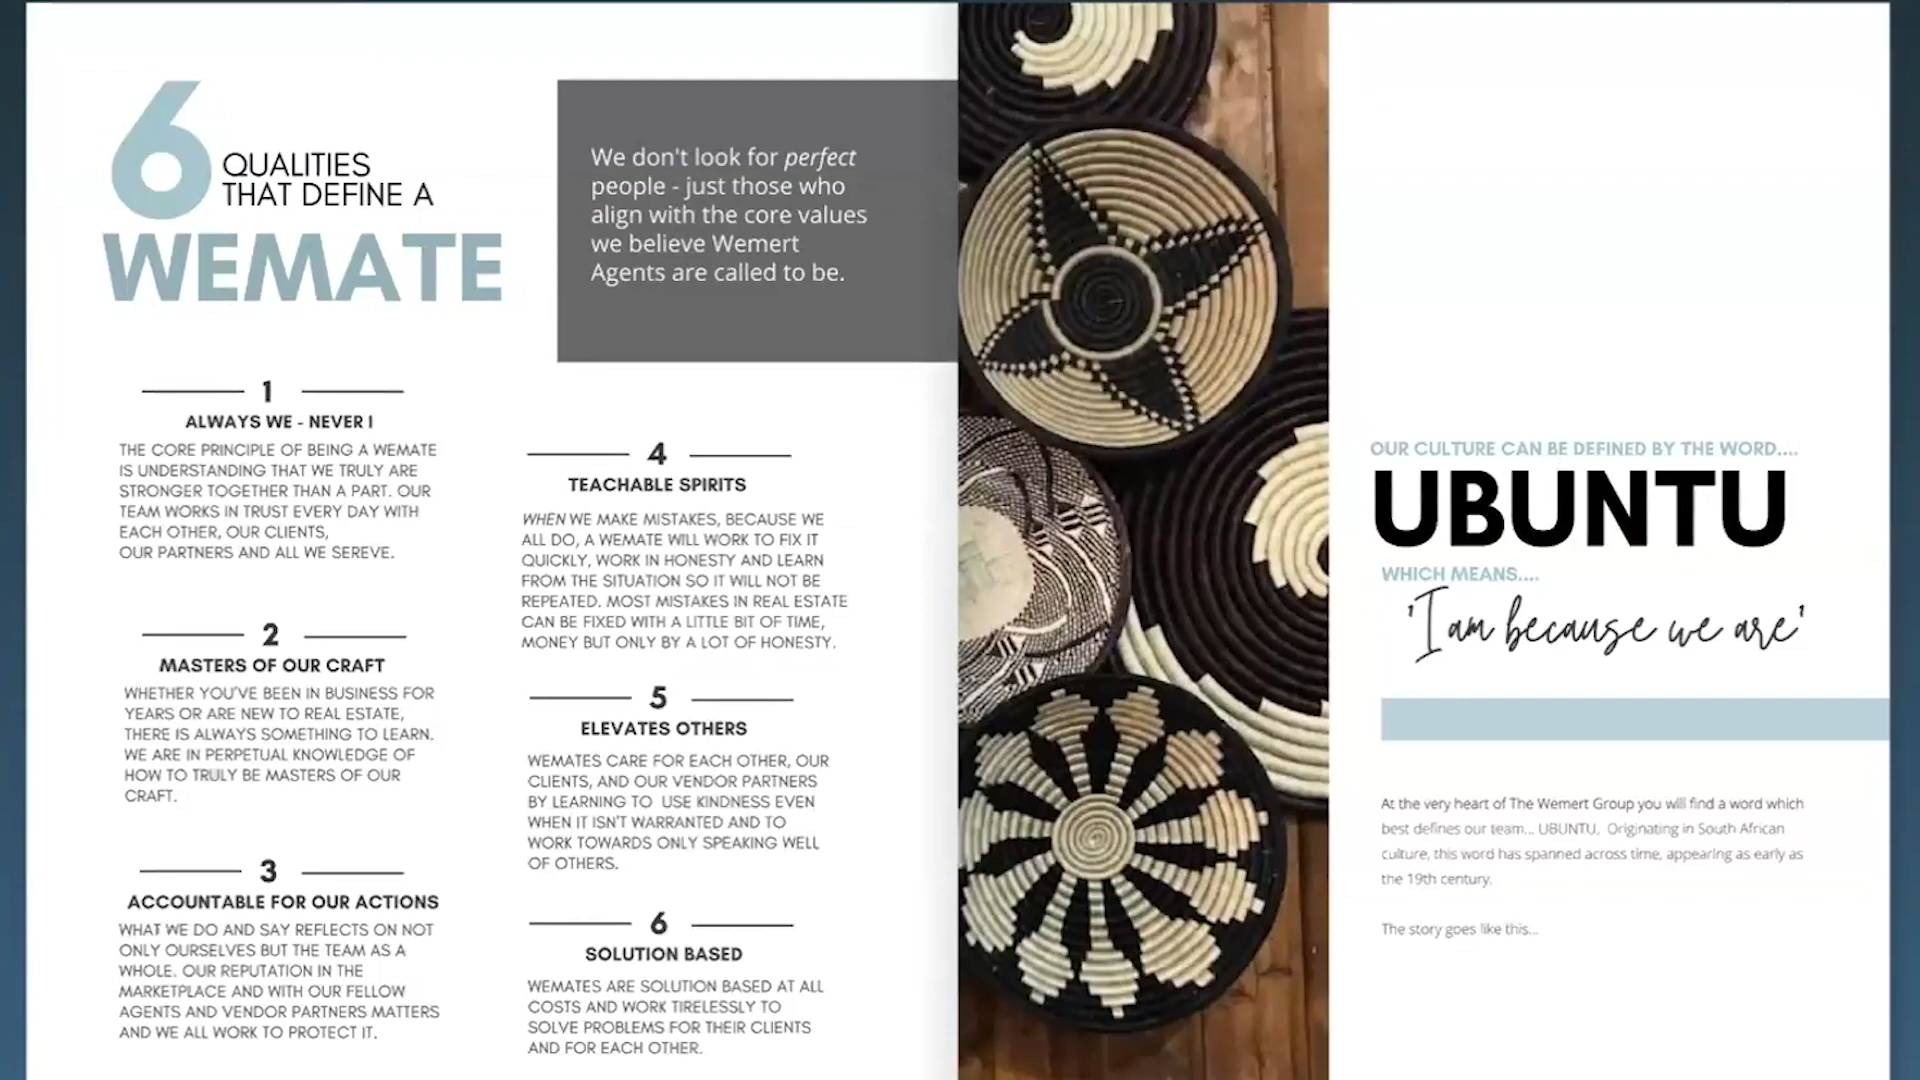 6
QUALITIES
THAT DEFINE A
WEMATE
We don't look for perfect
people - just those who
align with the core values
we believe Wemert
Agents are called to be.
1
ALWAYS WE - NEVER I
THE CORE PRINCIPLE OF BEING A WEMATE
IS UNDERSTANDING THAT WE TRULY ARE
STRONGER TOGETHER THAN A PART. OUR
TEAM WORKS IN TRUST EVERY DAY WITH
EACH OTHER, OUR CLIENTS,
OUR PARTNERS AND ALL WE SEREVE.
2
MASTERS OF OUR CRAFT
WHETHER YOU'VE BEEN IN BUSINESS FOR
YEARS OR ARE NEW TO REAL ESTATE,
THERE IS ALWAYS SOMETHING TO LEARN.
WE ARE IN PERPETUAL KNOWLEDGE OF
HOW TO TRULY BE MASTERS OF OUR
CRAFT.
3
ACCOUNTABLE FOR OUR ACTIONS
WHAT WE DO AND SAY REFLECTS ON NOT
ONLY OURSELVES BUT THE TEAM AS A
WHOLE. OUR REPUTATION IN THE
MARKETPLACE AND WITH OUR FELLOW
AGENTS AND VENDOR PARTNERS MATTERS
AND WE ALL WORK TO PROTECT IT.
4
TEACHABLE SPIRITS
WHEN WE MAKE MISTAKES, BECAUSE WE
ALL DO, A WEMATE WILL WORK TO FIX IT
QUICKLY, WORK IN HONESTY AND LEARN
FROM THE SITUATION SO IT WILL NOT BE
REPEATED. MOST MISTAKES IN REAL ESTATE
CAN BE FIXED WITH A LITTLE BIT OF TIME,
MONEY BUT ONLY BY A LOT OF HONESTY.
5
ELEVATES OTHERS
WEMATES CARE FOR EACH OTHER, OUR
CLIENTS, AND OUR VENDOR PARTNERS
BY LEARNING TO USE KINDNESS EVEN
WHEN IT ISN'T WARRANTED AND TO
WORK TOWARDS ONLY SPEAKING WELL
OF OTHERS.
6
SOLUTION BASED
WEMATES ARE SOLUTION BASED AT ALL
COSTS AND WORK TIRELESSLY TO
SOLVE PROBLEMS FOR THEIR CLIENTS
AND FOR EACH OTHER.
OUR CULTURE CAN BE DEFINED BY THE WORD....
UBUNTU
WHICH MEANS....
'I am because we are'
At the very heart of The Wemert Group you will find a word which
best defines our team... UBUNTU, Originating in South African
culture, this word has spanned across time, appearing as early as
the 19th century.
The story goes like this...